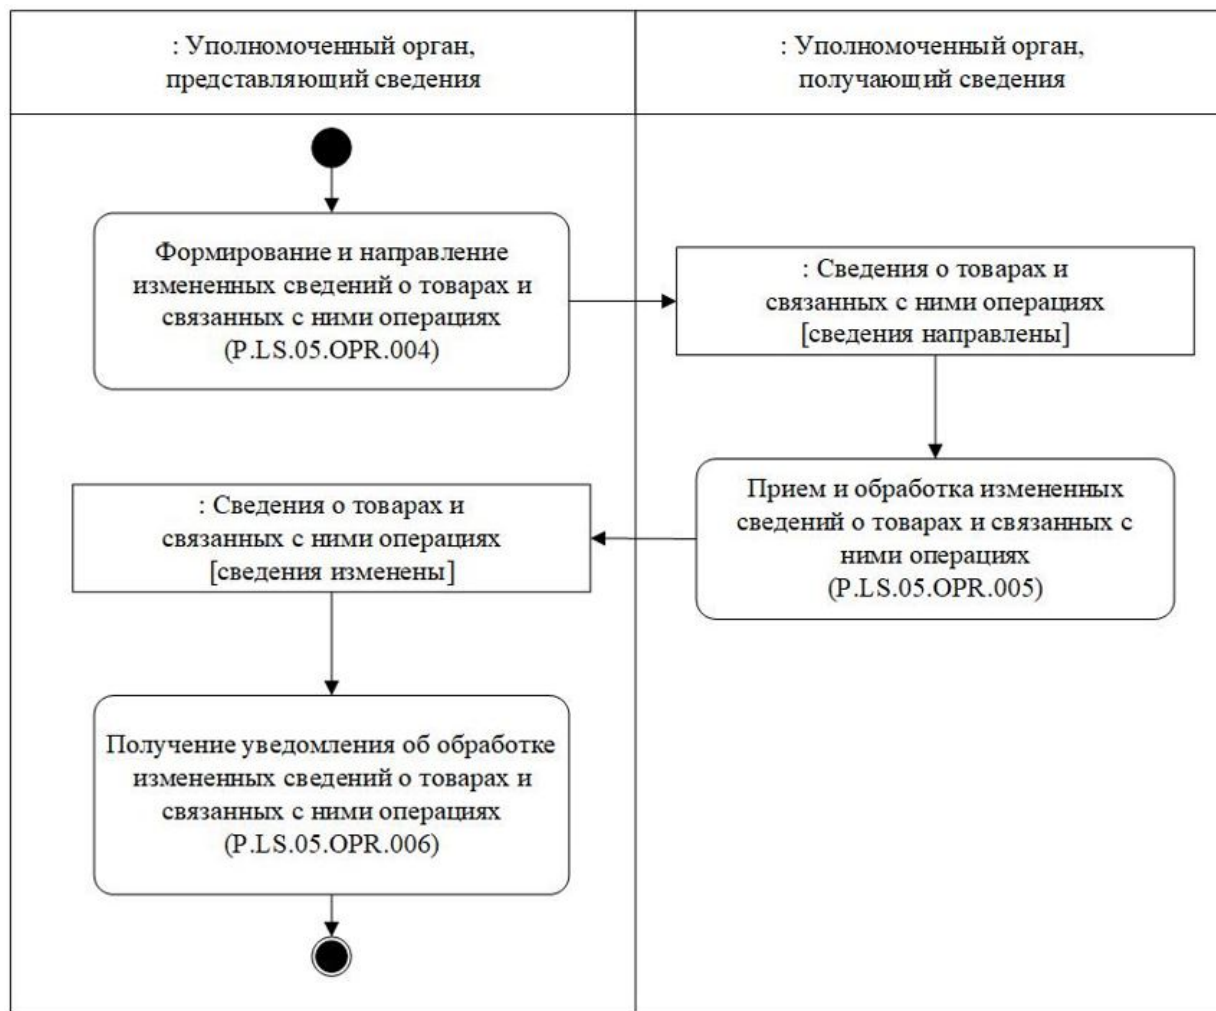 : Уполномоченный орган,
представляющий сведения
: Уполномоченный орган,
получающий сведения
Формирование и направление
измененных сведений о товарах и
связанных с ними операциях
(P.LS.05.OPR.004)
: Сведения о товарах и
связанных с ними операциях
[сведения направлены]
Прием и обработка измененных
сведений о товарах и связанных с
ними операциях
(P.LS.05.OPR.005)
: Сведения о товарах и
связанных с ними операциях
[сведения изменены]
Получение уведомления об обработке
измененных сведений о товарах и
связанных с ними операциях
(P.LS.05.OPR.006)